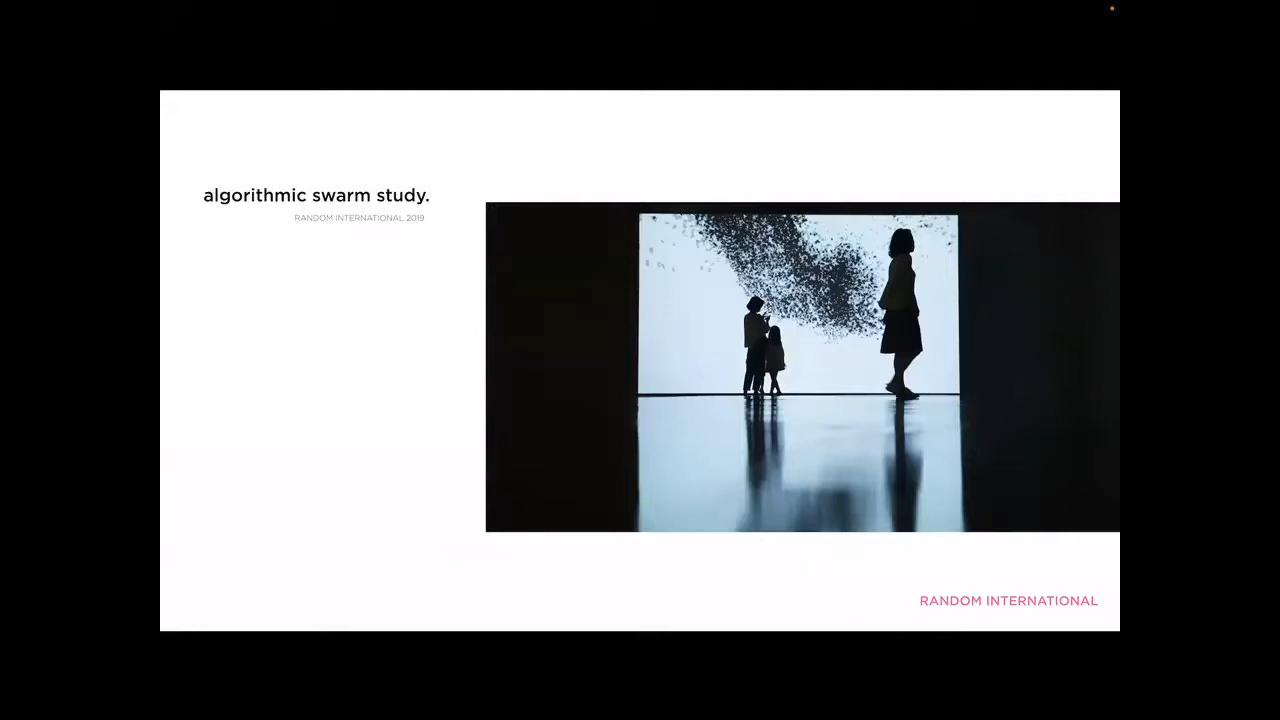 algorithmic swarm study.
RANDOM INTERNATIONAL 2019
RANDOM INTERNATIONAL